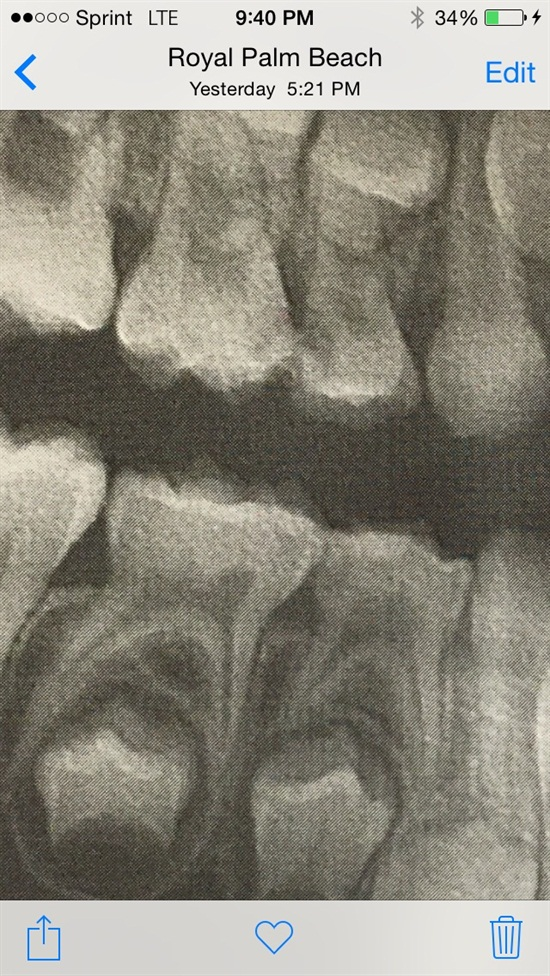 Sprint LTE 9:40 PM 34%
Royal Palm Beach
Edit
Yesterday 5:21 PM